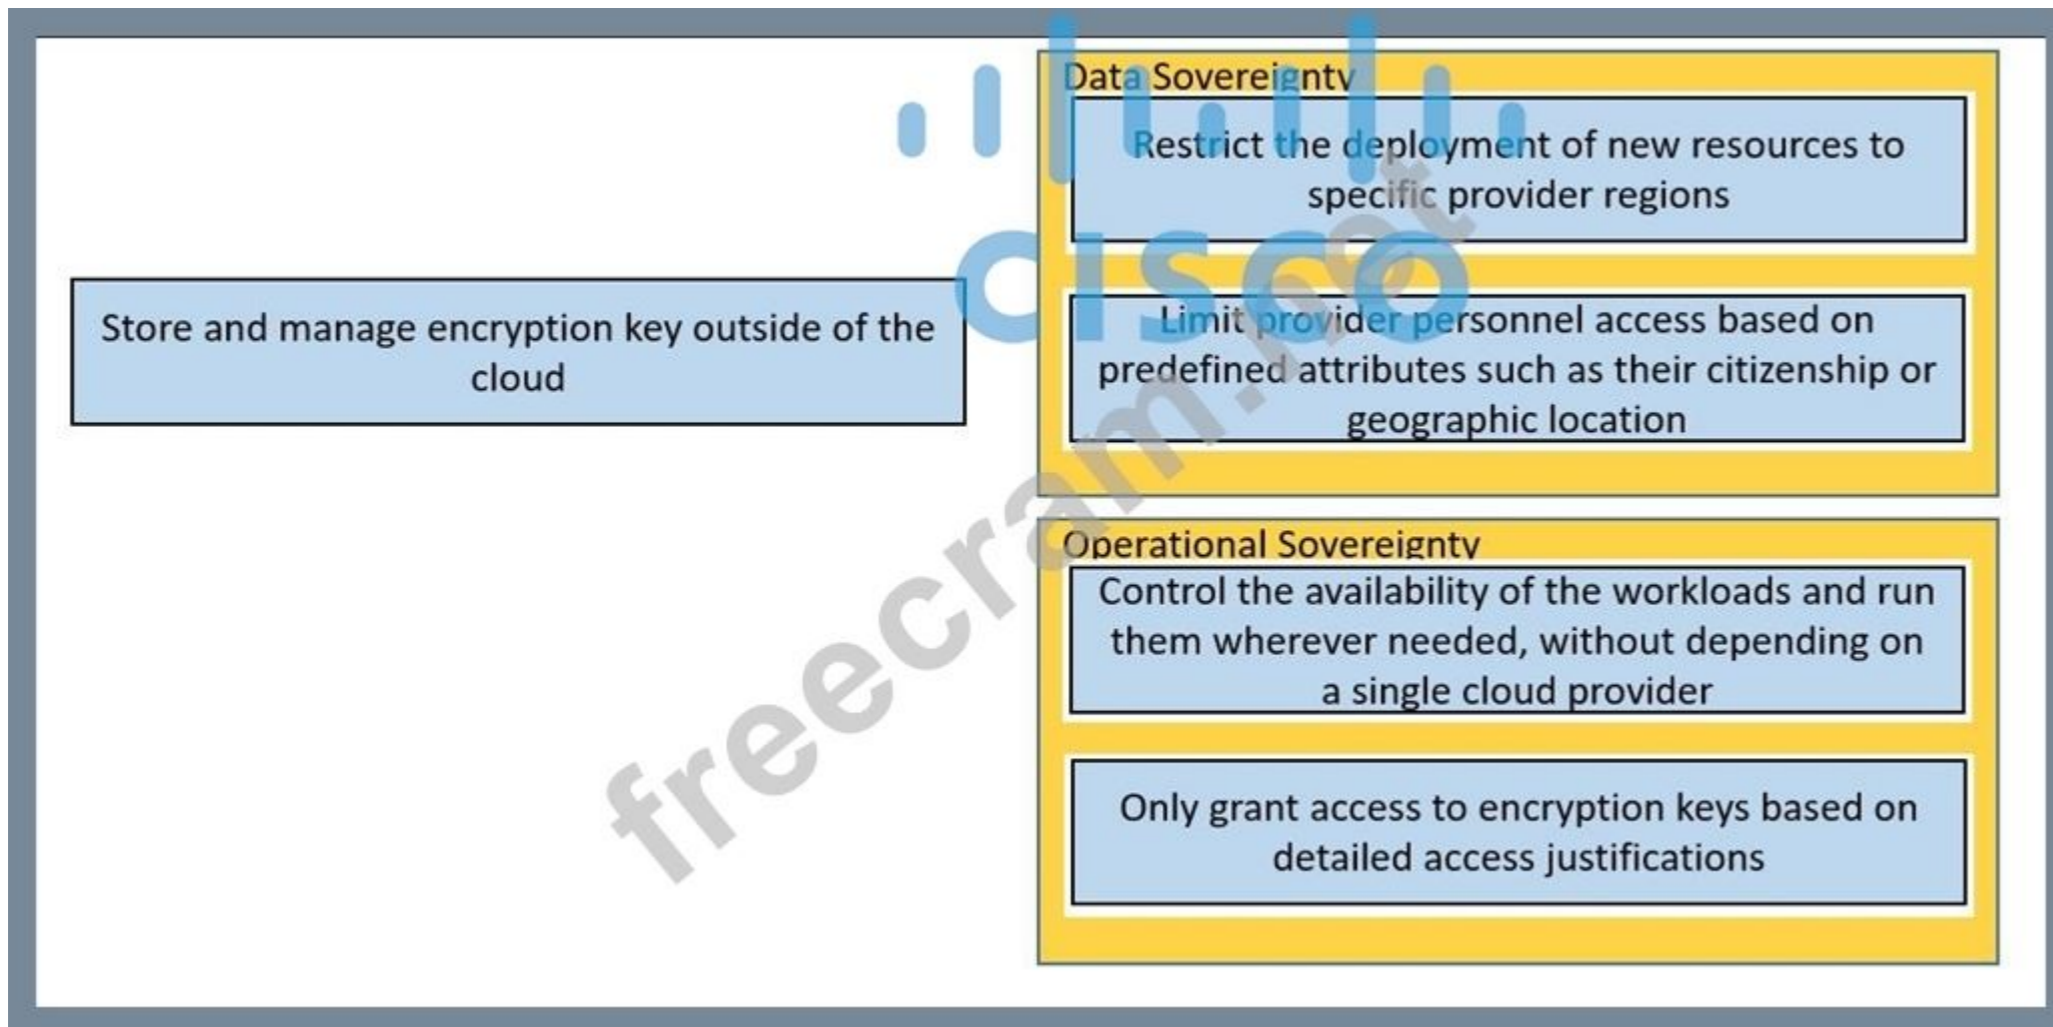 Data Sovereignty
Restrict the deployment of new resources to
specific provider regions
Store and manage encryption key outside of the
cloud
Limit provider personnel access based on
predefined attributes such as their citizenship or
geographic location
Operational Sovereignty
Control the availability of the workloads and run
them wherever needed, without depending on
a single cloud provider
Only grant access to encryption keys based on
detailed access justifications
cisco
freecram.net